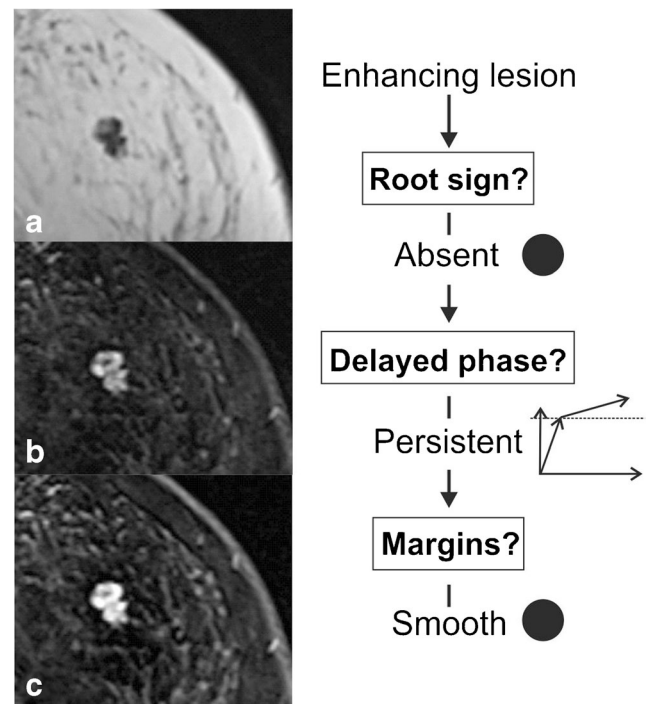 a
b
c
Enhancing lesion
Root sign?
Absent
Delayed phase?
Persistent
Margins?
Smooth